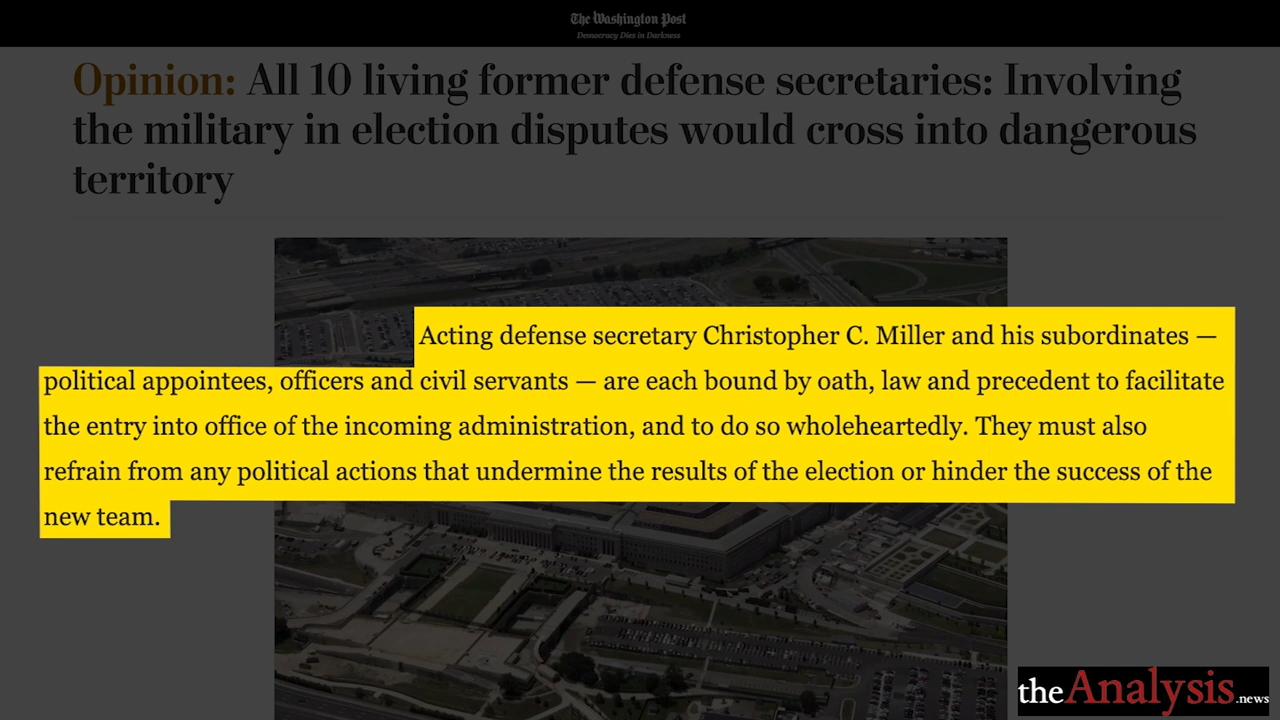 The Washington Post
Democracy Dies in Darkness
Opinion: All 10 living former defense secretaries: Involving
the military in election disputes would cross into dangerous
territory
Acting defense secretary Christopher C. Miller and his subordinates —
political appointees, officers and civil servants — are each bound by oath, law and precedent to facilitate
the entry into office of the incoming administration, and to do so wholeheartedly. They must also
refrain from any political actions that undermine the results of the election or hinder the success of the
new team.
theAnalysis.news